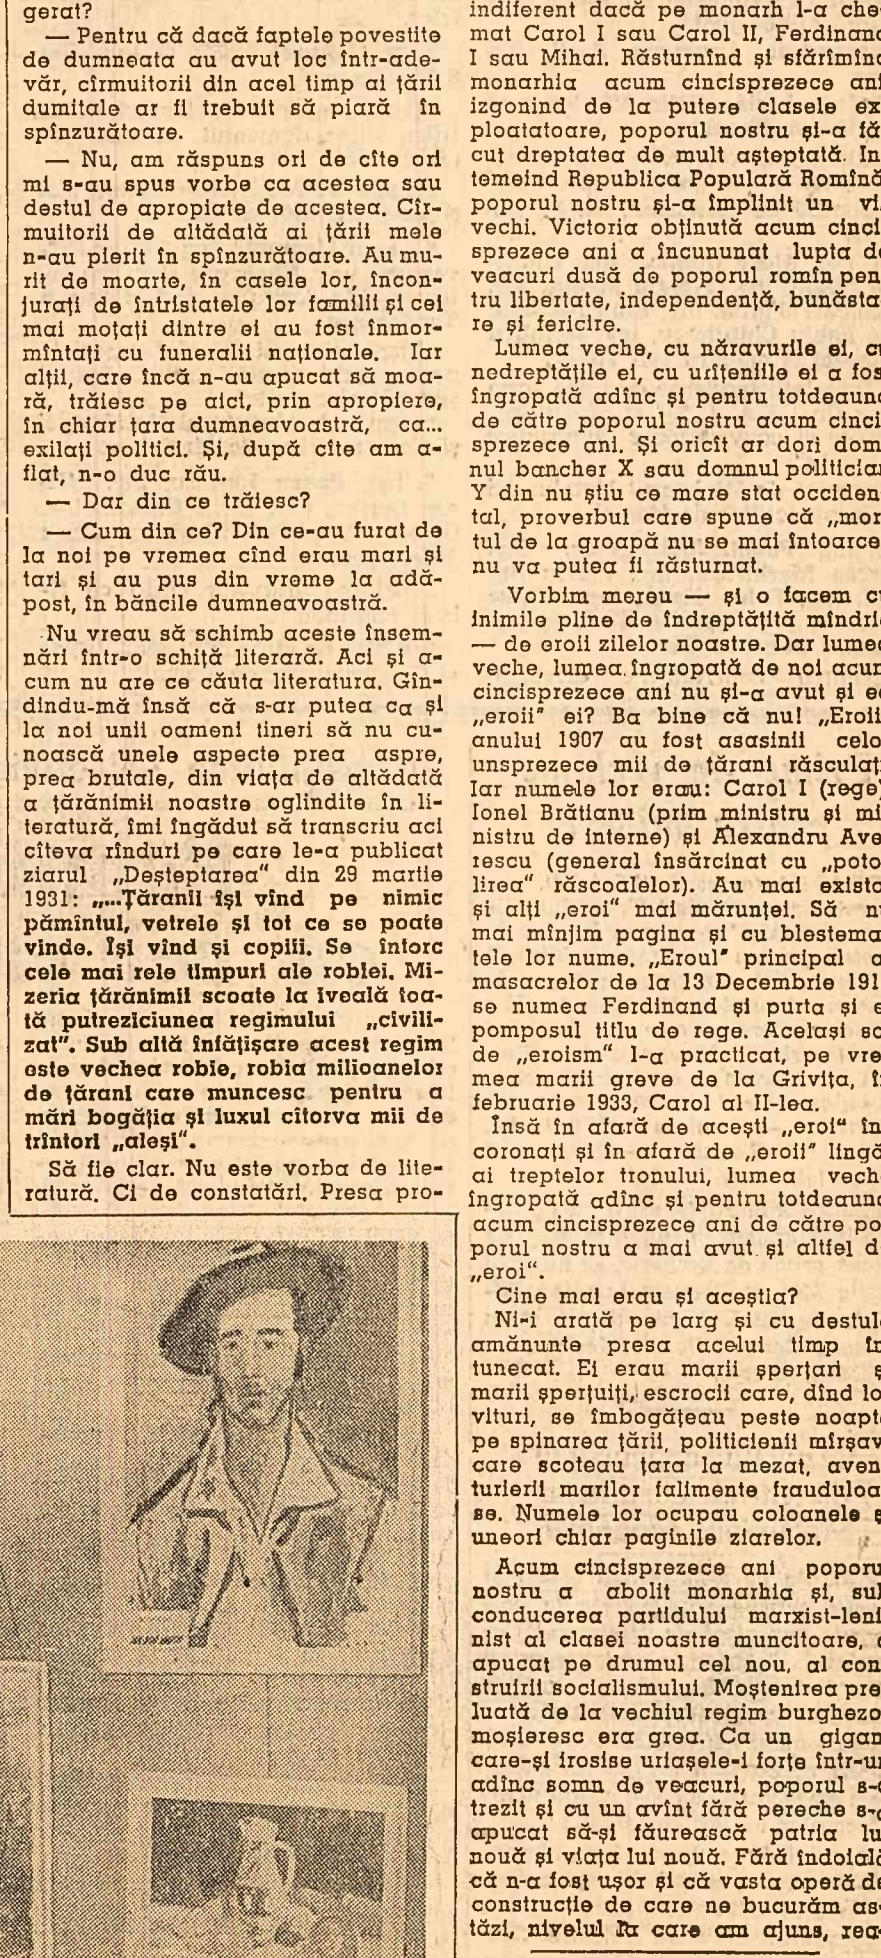 gerat?
— Pentru că dacă faptele povestite
de dumneata au avut loc într-ade-
văr, cîrmuitorii din acel timp ai țării
dumitale ar fi trebuit să piară în
spînzurătoare.
— Nu, am răspuns ori de cîte ori
mi s-au spus vorbe ca acestea sau
destul de apropiate de acestea. Cîr-
muitorii de altădată ai țării mele
n-au pierit în spînzurătoare. Au mu-
rit de moarte, în casele lor, încon-
jurați de întristatele lor familii și cei
mai moțați dintre ei au fost înmor-
mîntați cu funeralii naționale. Iar
alții, care încă n-au apucat să moa-
ră, trăiesc pe aici, prin apropiere,
în chiar țara dumneavoastră, ca...
exilați politici. Și, după cîte am a-
flat, n-o duc rău.
— Dar din ce trăiesc?
— Cum din ce? Din ce-au furat de
la noi pe vremea cînd erau mari și
tari și au pus din vreme la adă-
post, în băncile dumneavoastră.
Nu vreau să schimb aceste însem-
nări într-o schiță literară. Aci și a-
cum nu are ce căuta literatura. Gîn-
dindu-mă însă că s-ar putea ca și
la noi unii oameni tineri să nu cu-
noască unele aspecte prea aspre,
prea brutale, din viața de altădată
a țărănimii noastre oglindite în li-
teratură, îmi îngădui să transcriu aci
cîteva rînduri pe care le-a publicat
ziarul „Deșteptarea” din 29 martie
1931: „...Țăranii își vînd pe nimic
pămîntul, vetrele și tot ce se poate
vinde. Își vînd și copiii. Se întorc
cele mai rele timpuri ale robiei. Mi-
zeria țărănimii scoate la iveală toa-
tă putreziciunea regimului „civili-
zat”. Sub altă înfățișare acest regim
este vechea robie, robia milioanelor
de țărani care muncesc pentru a
mări bogăția și luxul cîtorva mii de
trîntori „aleși”.
Să fie clar. Nu este vorba de lite-
ratură. Ci de constatări. Presa pro-
indiferent dacă pe monarh l-a che-
mat Carol I sau Carol II, Ferdinand
I sau Mihai. Răsturnînd și sfărîmînd
monarhia acum cincisprezece ani
izgonind de la putere clasele ex-
ploatatoare, poporul nostru și-a fă-
cut dreptatea de mult așteptată. In-
temeind Republica Populară Romînă
poporul nostru și-a împlinit un vi
vechi. Victoria obținută acum cinci-
sprezece ani a încununat lupta de
veacuri dusă de poporul romîn pen-
tru libertate, independență, bunăsta-
re și fericire.
Lumea veche, cu năravurile ei, cu
nedreptățile ei, cu urîțeniile ei a fost
îngropată adînc și pentru totdeauna
de către poporul nostru acum cinci-
sprezece ani. Și oricît ar dori dom-
nul bancher X sau domnul politician
Y din nu știu ce mare stat occiden-
tal, proverbul care spune că „mor-
tul de la groapă nu se mai întoarce
nu va putea fi răsturnat.
Vorbim mereu — și o facem cu
inimile pline de îndreptățită mîndrie
— de eroii zilelor noastre. Dar lumea
veche, lumea îngropată de noi acum
cincisprezece ani nu și-a avut și ea
„eroii” ei? Ba bine că nu! „Eroii
anului 1907 au fost asasinii celor
unsprezece mii de țărani răsculați
Iar numele lor erau: Carol I (rege)
Ionel Brătianu (prim ministru și mi-
nistru de interne) și Alexandru Ave-
rescu (general însărcinat cu „poto-
lirea” răscoalelor). Au mai existat
și alți „eroi” mai mărunței. Să nu
mai mînjim pagina și cu blestema-
tele lor nume. „Eroul” principal a
masacrelor de la 13 Decembrie 191
se numea Ferdinand și purta și e
pomposul titlu de rege. Același so
de „eroism” l-a practicat, pe vre-
mea marii greve de la Grivița, în
februarie 1933, Carol al II-lea.
Însă în afară de acești „eroi” în-
coronați și în afară de „eroii” lîngă
ai treptelor tronului, lumea veche
îngropată adînc și pentru totdeauna
acum cincisprezece ani de către po-
porul nostru a mai avut și altfel de
„eroi”.
Cine mai erau și aceștia?
Ni-i arată pe larg și cu destule
amănunte presa acelui timp în-
tunecat. Ei erau marii șperțari ș
marii șperțuiți, escrocii care, dînd lo-
vituri, se îmbogățeau peste noapte
pe spinarea țării, politicienii mîrșavi
care scoteau țara la mezat, aven-
turierii marilor falimente frauduloa-
se. Numele lor ocupau coloanele ș
uneori chiar paginile ziarelor.
Acum cincisprezece ani poporul
nostru a abolit monarhia și, sub
conducerea partidului marxist-leni-
nist al clasei noastre muncitoare, a
apucat pe drumul cel nou, al con-
struirii socialismului. Moștenirea pre-
luată de la vechiul regim burghezo-
moșieresc era grea. Ca un gigan
care-și irosise uriașele-i forțe într-un
adînc somn de veacuri, poporul s-a
trezit și cu un avînt fără pereche s-a
apucat să-și făurească patria lui
nouă și viața lui nouă. Fără îndoială
că n-a fost ușor și că vasta operă de
construcție de care ne bucurăm as-
tăzi, nivelul la care am ajuns, rea-